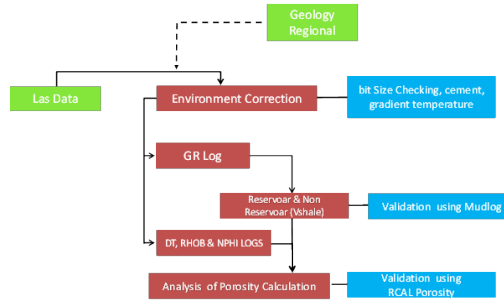 Geology
Regional
Las Data
Environment Correction
bit Size Checking, cement,
gradient temperature
GR Log
Reservoar & Non
Reservoar (Vshale)
Validation using Mudlog
DT, RHOB & NPHI LOGS
Analysis of Porosity Calculation
Validation using
RCAL Porosity